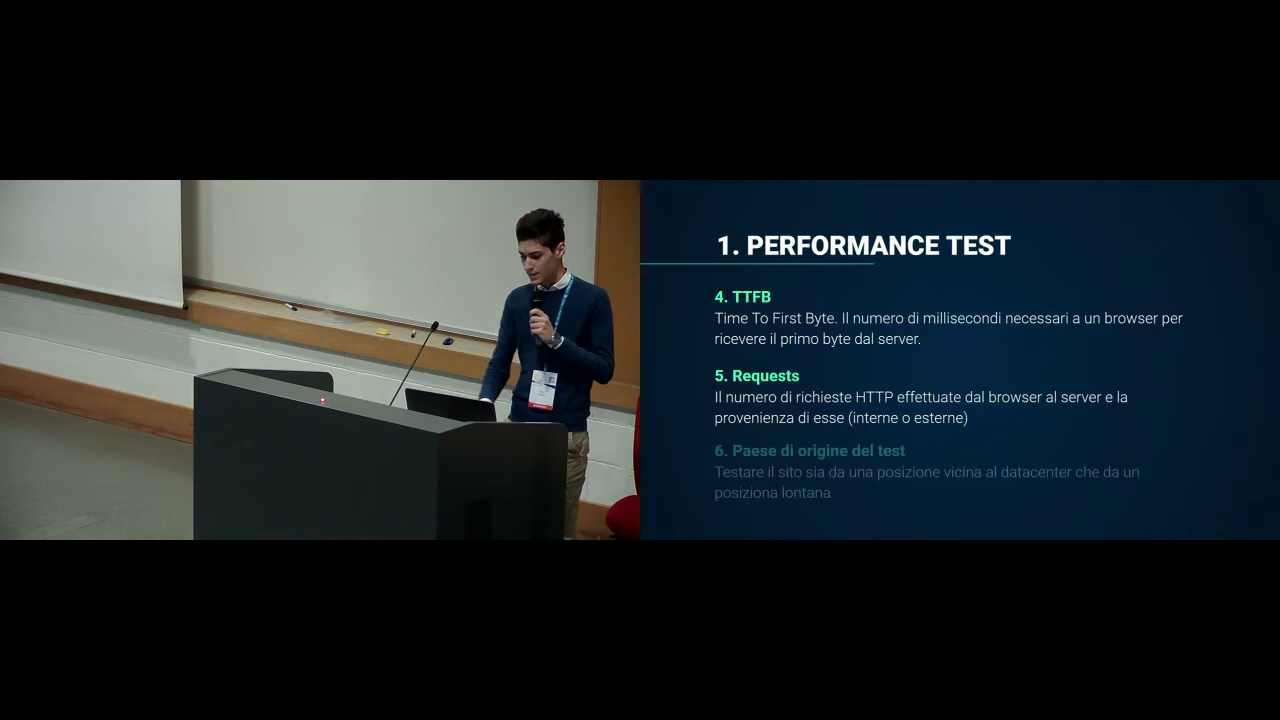 1. PERFORMANCE TEST
4. TTFB
Time To First Byte. Il numero di millisecondi necessari a un browser per
ricevere il primo byte dal server.
5. Requests
Il numero di richieste HTTP effettuate dal browser al server e la
provenienza di esse (interne o esterne)
6. Paese di origine del test
Testare il sito sia da una posizione vicina al datacenter che da un
posiziona lontana